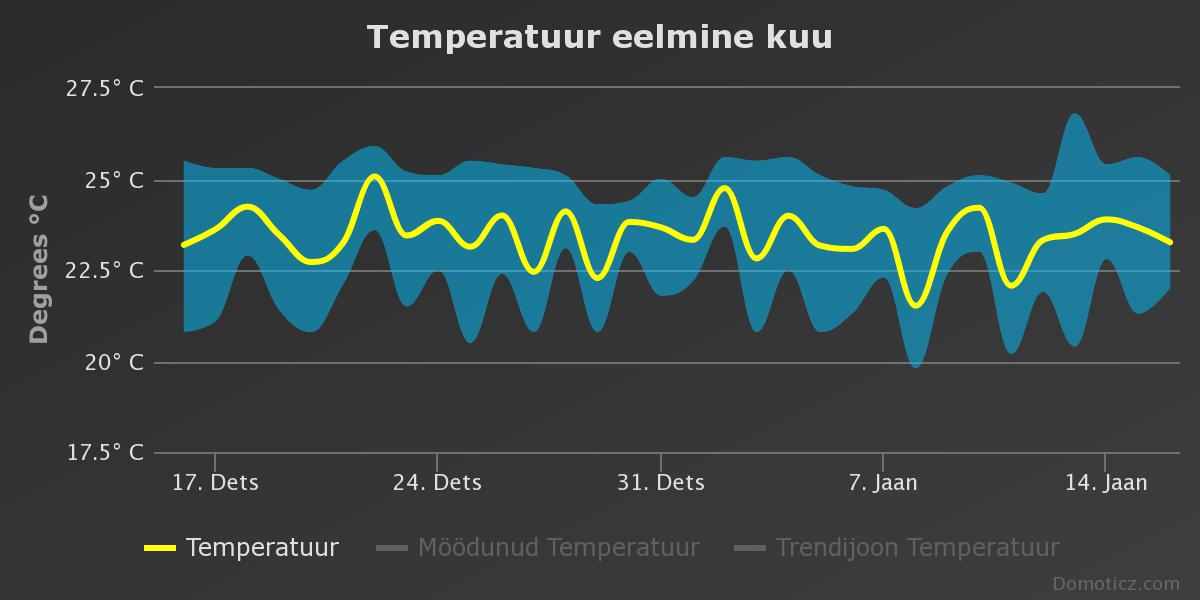 Temperatuur eelmine kuu
27.5° C
25° C
22.5° C
20° C
17.5° C
Degrees °C
17. Dets 24. Dets 31. Dets 7. Jaan 14. Jaan
Temperatuur Möödunud Temperatuur Trendijoon Temperatuur
Domoticz.com